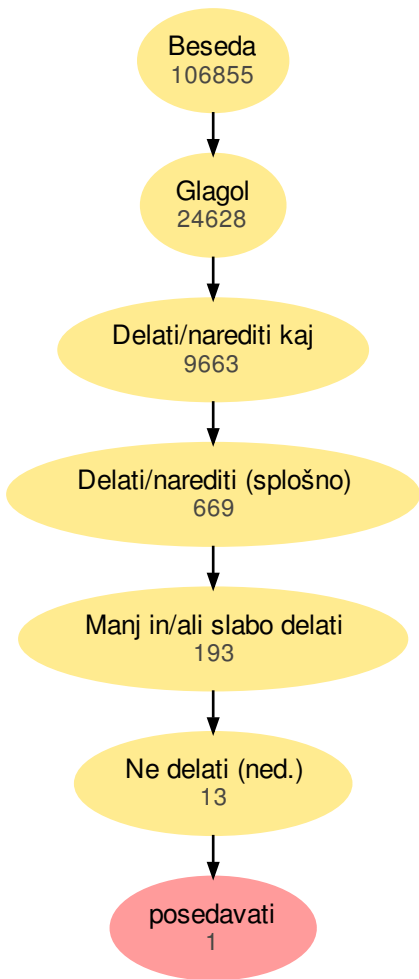 Beseda
106855
Glagol
24628
Delati/narediti kaj
9663
Delati/narediti (splošno)
669
Manj in/ali slabo delati
193
Ne delati (ned.)
13
posedavati
1